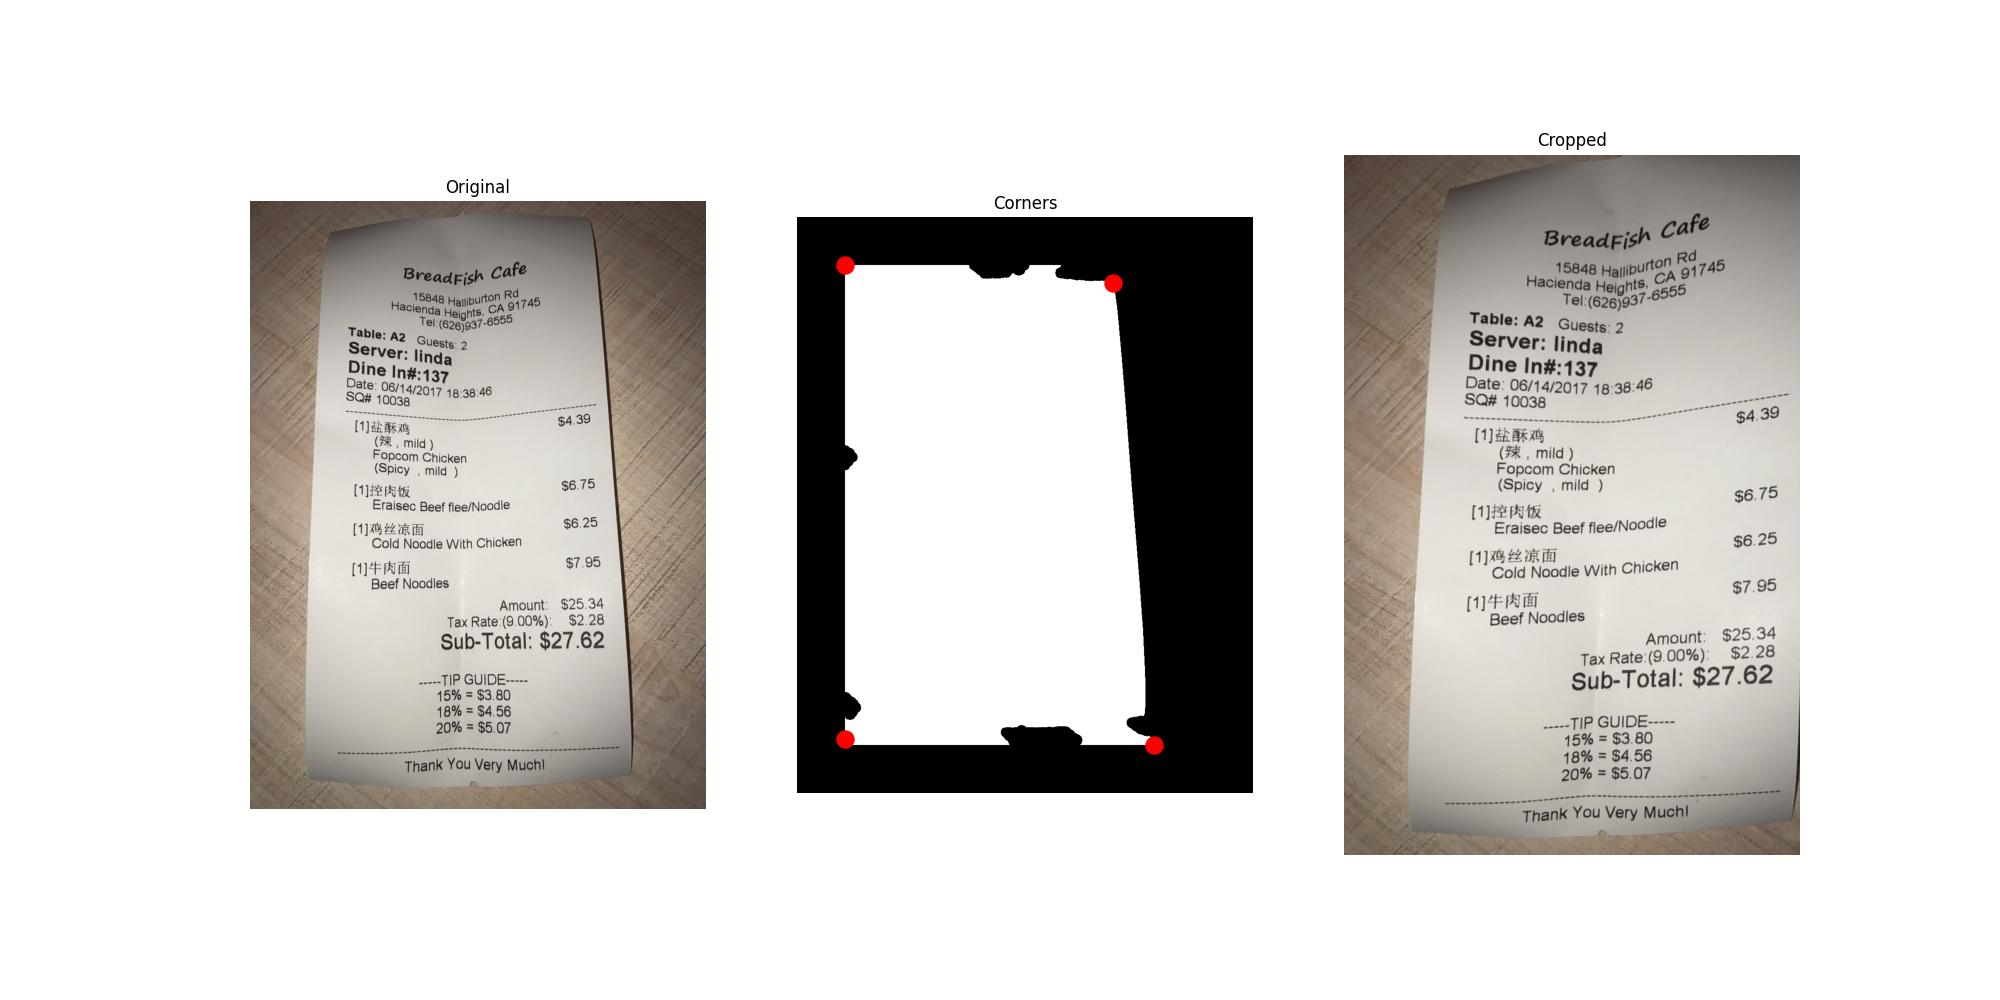 Original
BreadFish Cafe
15848 Halliburton Rd
Hacienda Heights, CA 91745
Tel:(626)937-6555
Table: A2 Guests: 2
Server: linda
Dine In#:137
Date: 06/14/2017 18:38:46
SQ# 10038
[1]盐酥鸡 $4.39
(辣 , mild )
Fopcom Chicken
(Spicy , mild )
[1]控肉饭 $6.75
Eraisec Beef flee/Noodle
[1]鸡丝凉面 $6.25
Cold Noodle With Chicken
[1]牛肉面 $7.95
Beef Noodles
Amount: $25.34
Tax Rate:(9.00%): $2.28
Sub-Total: $27.62
-----TIP GUIDE-----
15% = $3.80
18% = $4.56
20% = $5.07
Thank You Very Much!
Corners
Cropped
BreadFish Cafe
15848 Halliburton Rd
Hacienda Heights, CA 91745
Tel:(626)937-6555
Table: A2 Guests: 2
Server: linda
Dine In#:137
Date: 06/14/2017 18:38:46
SQ# 10038
[1]盐酥鸡 $4.39
(辣 , mild )
Fopcom Chicken
(Spicy , mild )
[1]控肉饭 $6.75
Eraisec Beef flee/Noodle
[1]鸡丝凉面 $6.25
Cold Noodle With Chicken
[1]牛肉面 $7.95
Beef Noodles
Amount: $25.34
Tax Rate:(9.00%): $2.28
Sub-Total: $27.62
-----TIP GUIDE-----
15% = $3.80
18% = $4.56
20% = $5.07
Thank You Very Much!